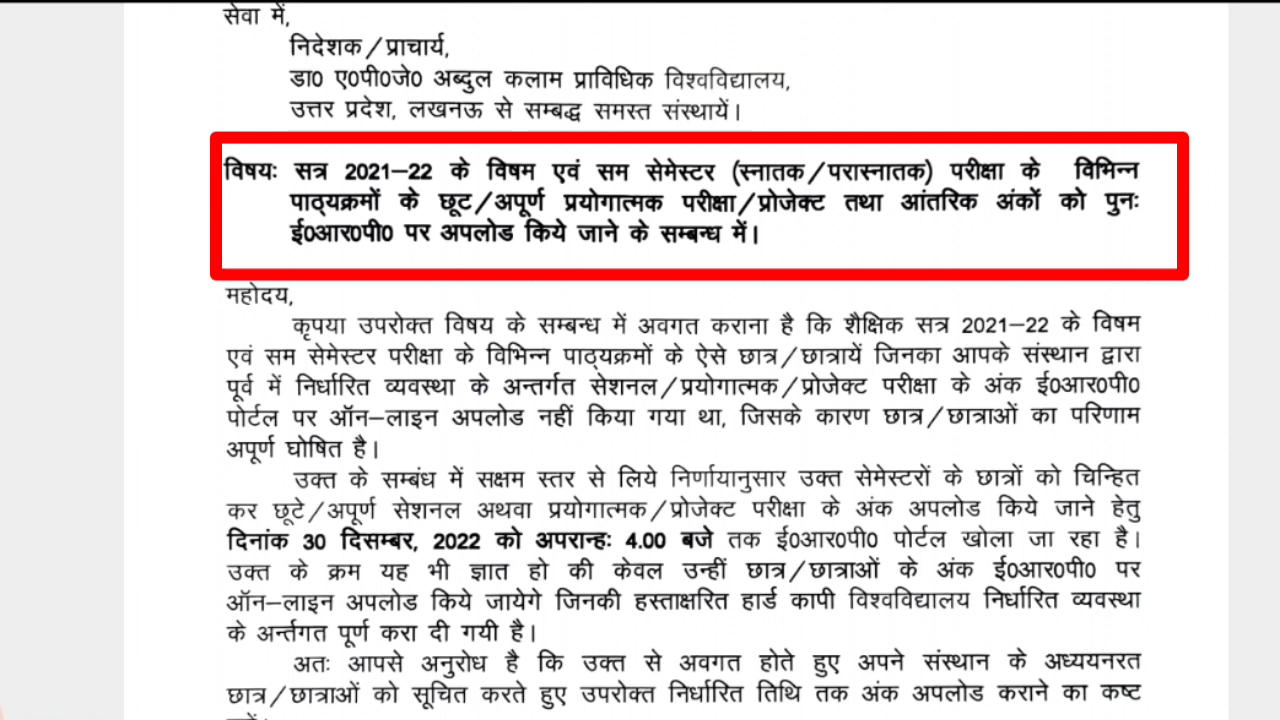 सेवा में,
निदेशक/प्राचार्य,
डा0 ए0पी0जे0 अब्दुल कलाम प्राविधिक विश्वविद्यालय,
उत्तर प्रदेश, लखनऊ से सम्बद्ध समस्त संस्थायें।
विषयः सत्र 2021–22 के विषम एवं सम सेमेस्टर (स्नातक/परास्नातक) परीक्षा के विभिन्न
पाठ्यक्रमों के छूट/अपूर्ण प्रयोगात्मक परीक्षा/प्रोजेक्ट तथा आंतरिक अंकों को पुनः
ई0आर0पी0 पर अपलोड किये जाने के सम्बन्ध में।
महोदय,
कृपया उपरोक्त विषय के सम्बन्ध में अवगत कराना है कि शैक्षिक सत्र 2021–22 के विषम
एवं सम सेमेस्टर परीक्षा के विभिन्न पाठ्यक्रमों के ऐसे छात्र/छात्रायें जिनका आपके संस्थान द्वारा
पूर्व में निर्धारित व्यवस्था के अन्तर्गत सेशनल/प्रयोगात्मक/प्रोजेक्ट परीक्षा के अंक ई0आर0पी0
पोर्टल पर ऑन–लाइन अपलोड नहीं किया गया था, जिसके कारण छात्र/छात्राओं का परिणाम
अपूर्ण घोषित है।
उक्त के सम्बंध में सक्षम स्तर से लिये निर्णायानुसार उक्त सेमेस्टरों के छात्रों को चिन्हित
कर छूटे/अपूर्ण सेशनल अथवा प्रयोगात्मक/प्रोजेक्ट परीक्षा के अंक अपलोड किये जाने हेतु
दिनांक 30 दिसम्बर, 2022 को अपरान्हः 4.00 बजे तक ई0आर0पी0 पोर्टल खोला जा रहा है।
उक्त के क्रम यह भी ज्ञात हो की केवल उन्हीं छात्र/छात्राओं के अंक ई0आर0पी0 पर
ऑन–लाइन अपलोड किये जायेगे जिनकी हस्ताक्षरित हार्ड कापी विश्वविद्यालय निर्धारित व्यवस्था
के अर्न्तगत पूर्ण करा दी गयी है।
अतः आपसे अनुरोध है कि उक्त से अवगत होते हुए अपने संस्थान के अध्ययनरत
छात्र/छात्राओं को सूचित करते हुए उपरोक्त निर्धारित तिथि तक अंक अपलोड कराने का कष्ट